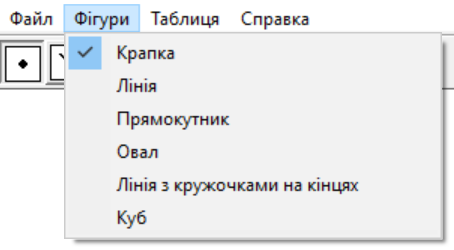 Файл Фігури Таблиця Справка
Крапка
Лінія
Прямокутник
Овал
Лінія з кружочками на кінцях
Куб